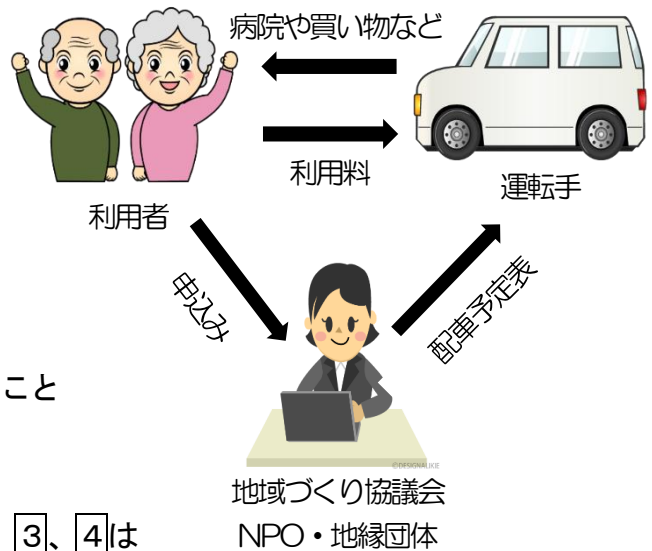 病院や買い物など
利用料
運転手
利用者
申込み
配車予定表
こと
©DESIGNALIKIE
地域づくり協議会
3、4は
NPO・地縁団体